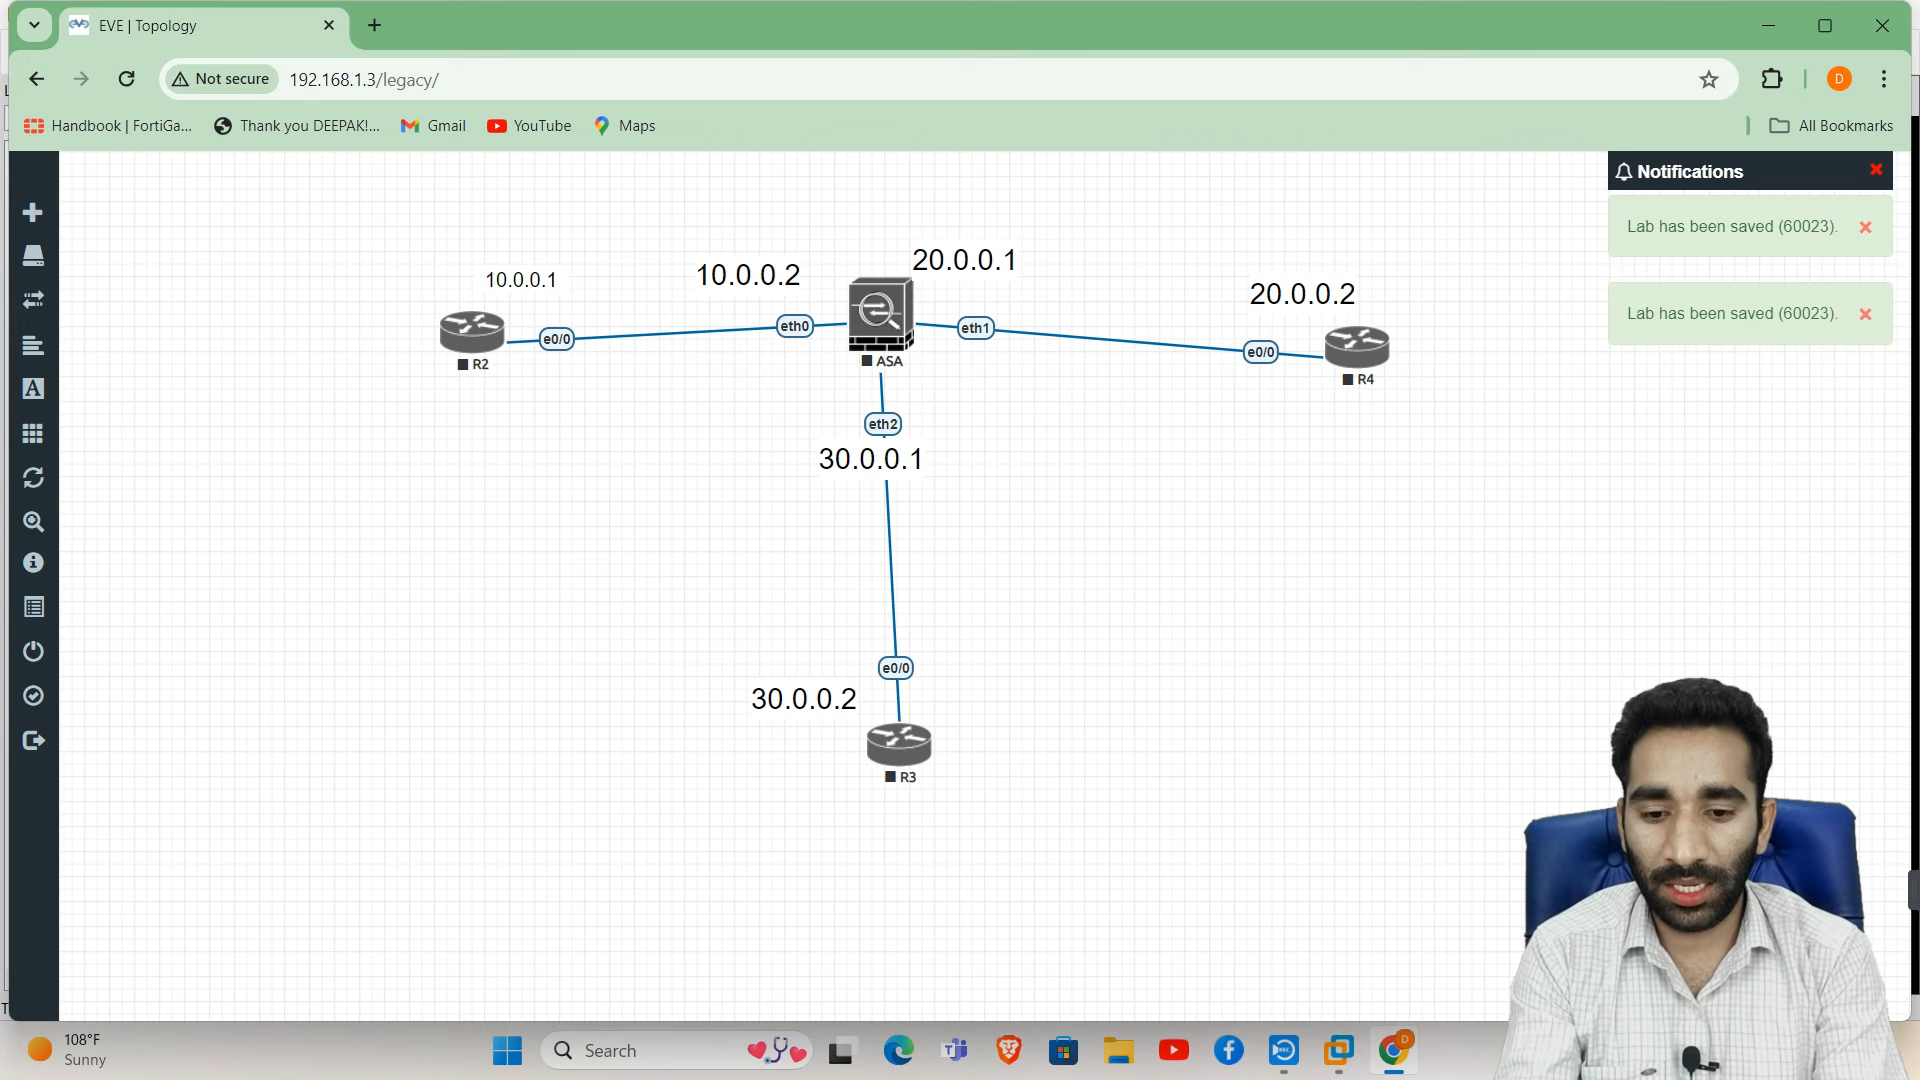 EVE | Topology
Not secure
192.168.1.3/legacy/
D
Handbook | FortiGa...
Thank you DEEPAK!...
Gmail
YouTube
Maps
All Bookmarks
Notifications
Lab has been saved (60023).
Lab has been saved (60023).
10.0.0.1
10.0.0.2
20.0.0.1
20.0.0.2
e0/0
eth0
eth1
e0/0
R2
ASA
R4
eth2
30.0.0.1
e0/0
30.0.0.2
R3
108°F
Sunny
Search
D